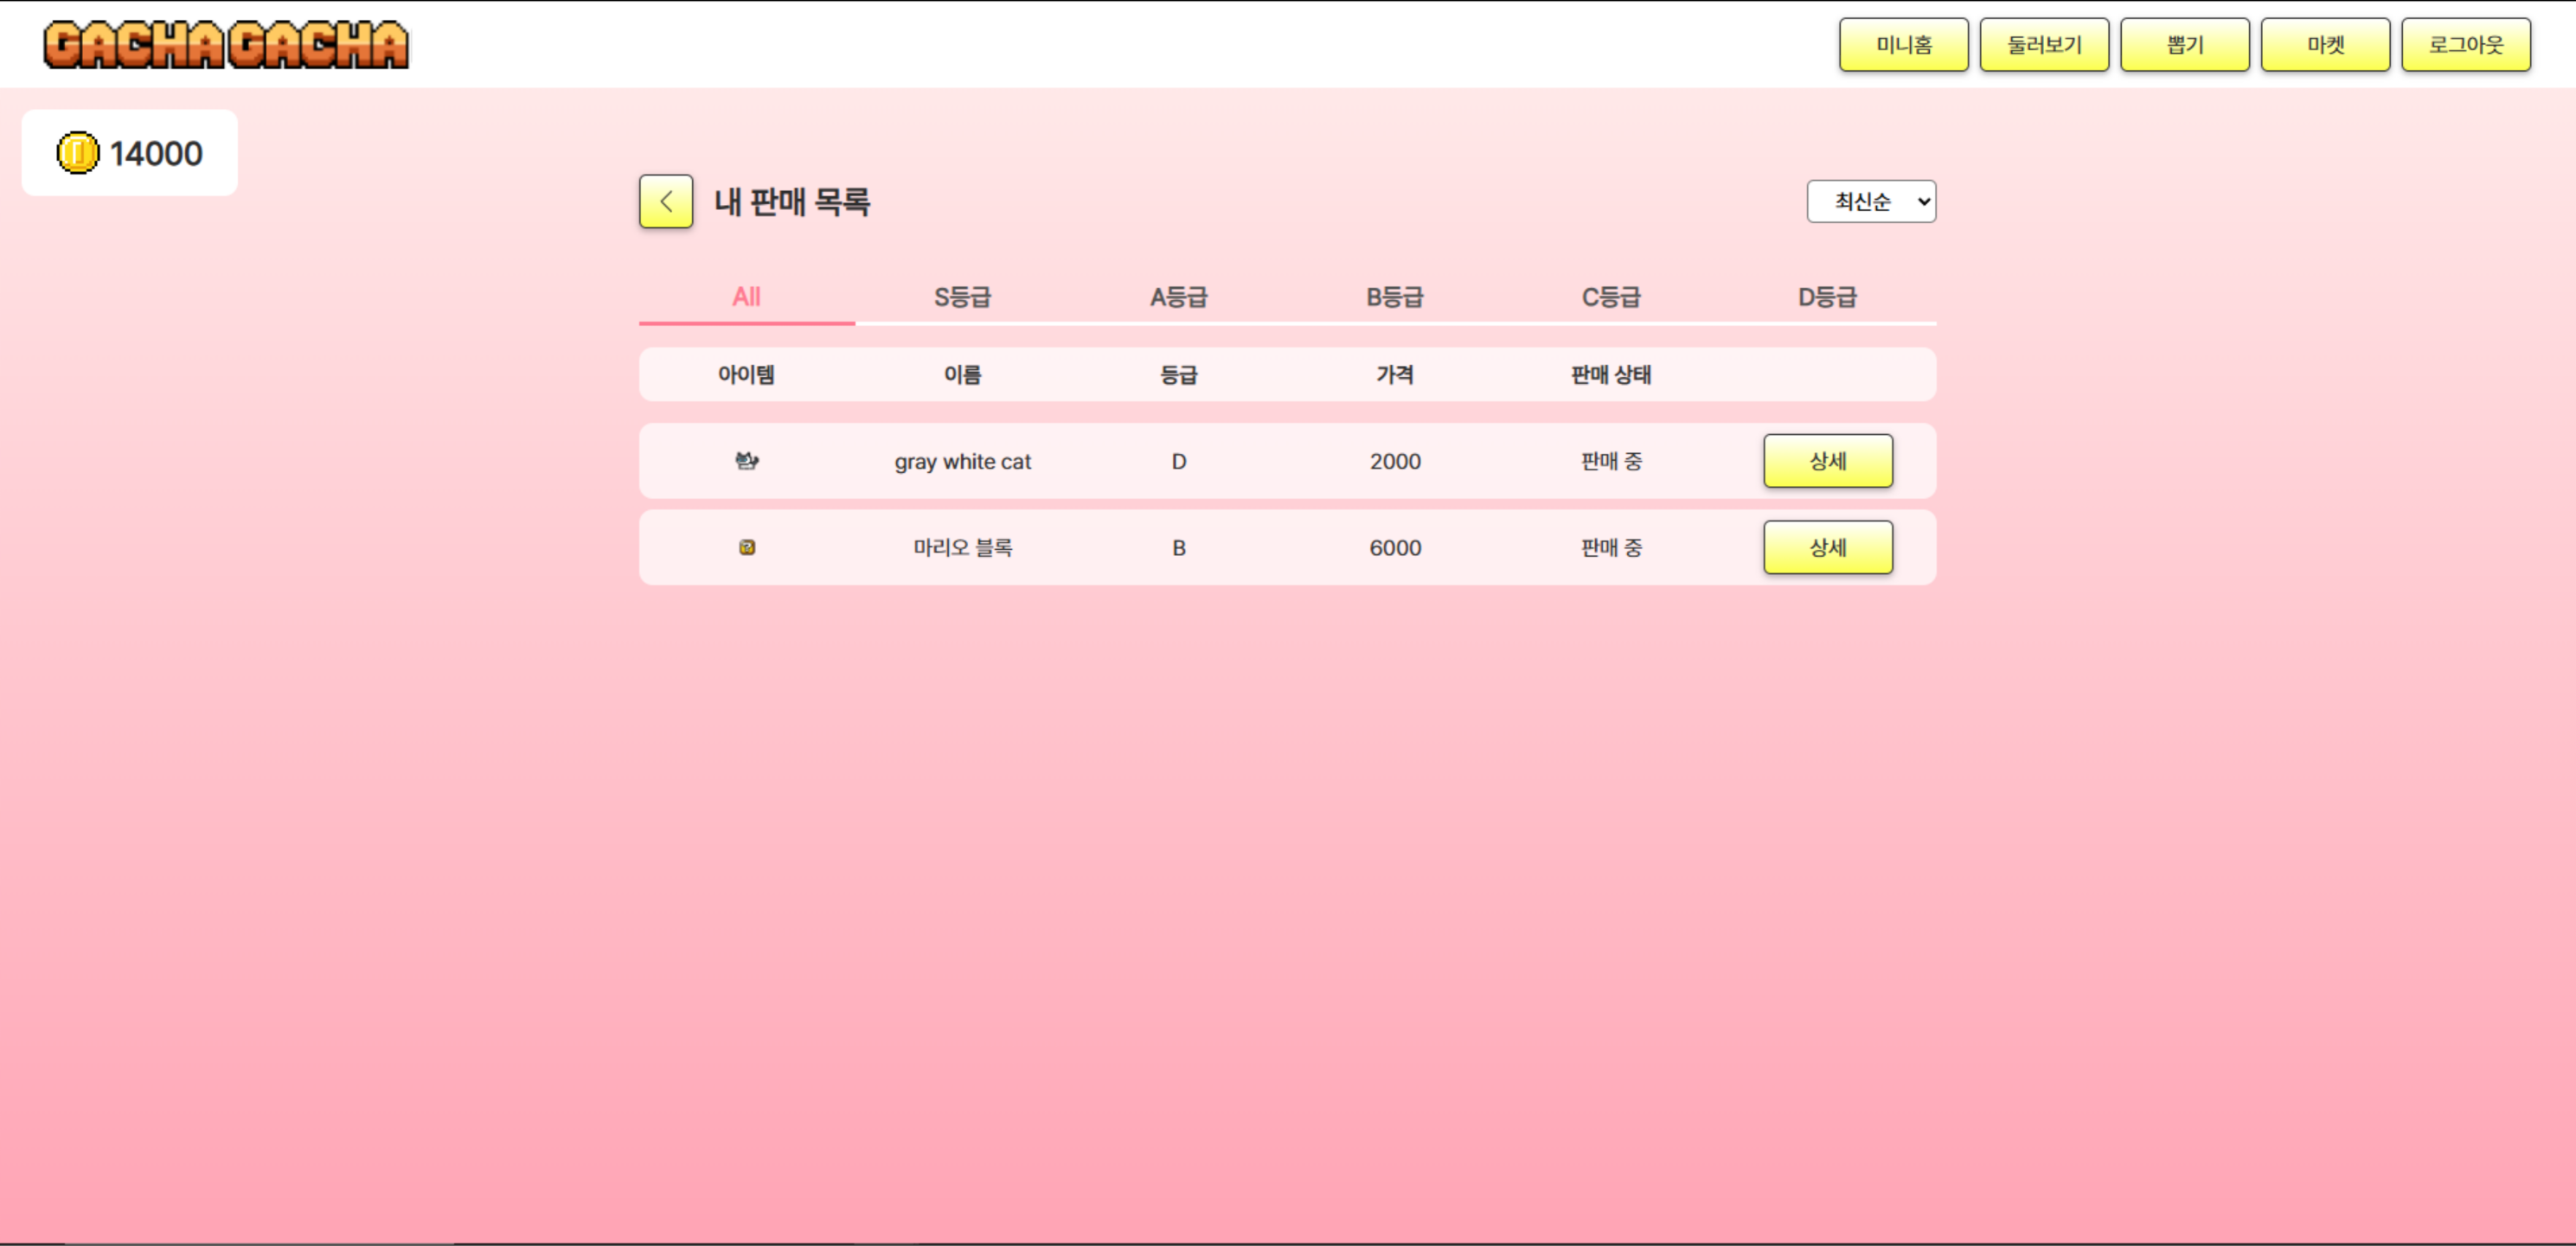 GACHA GACHA 미니홈 둘러보기 뽑기 마켓 로그아웃
14000
내 판매 목록 최신순
All S등급 A등급 B등급 C등급 D등급
아이템 이름 등급 가격 판매 상태
gray white cat D 2000 판매 중 상세
마리오 블록 B 6000 판매 중 상세